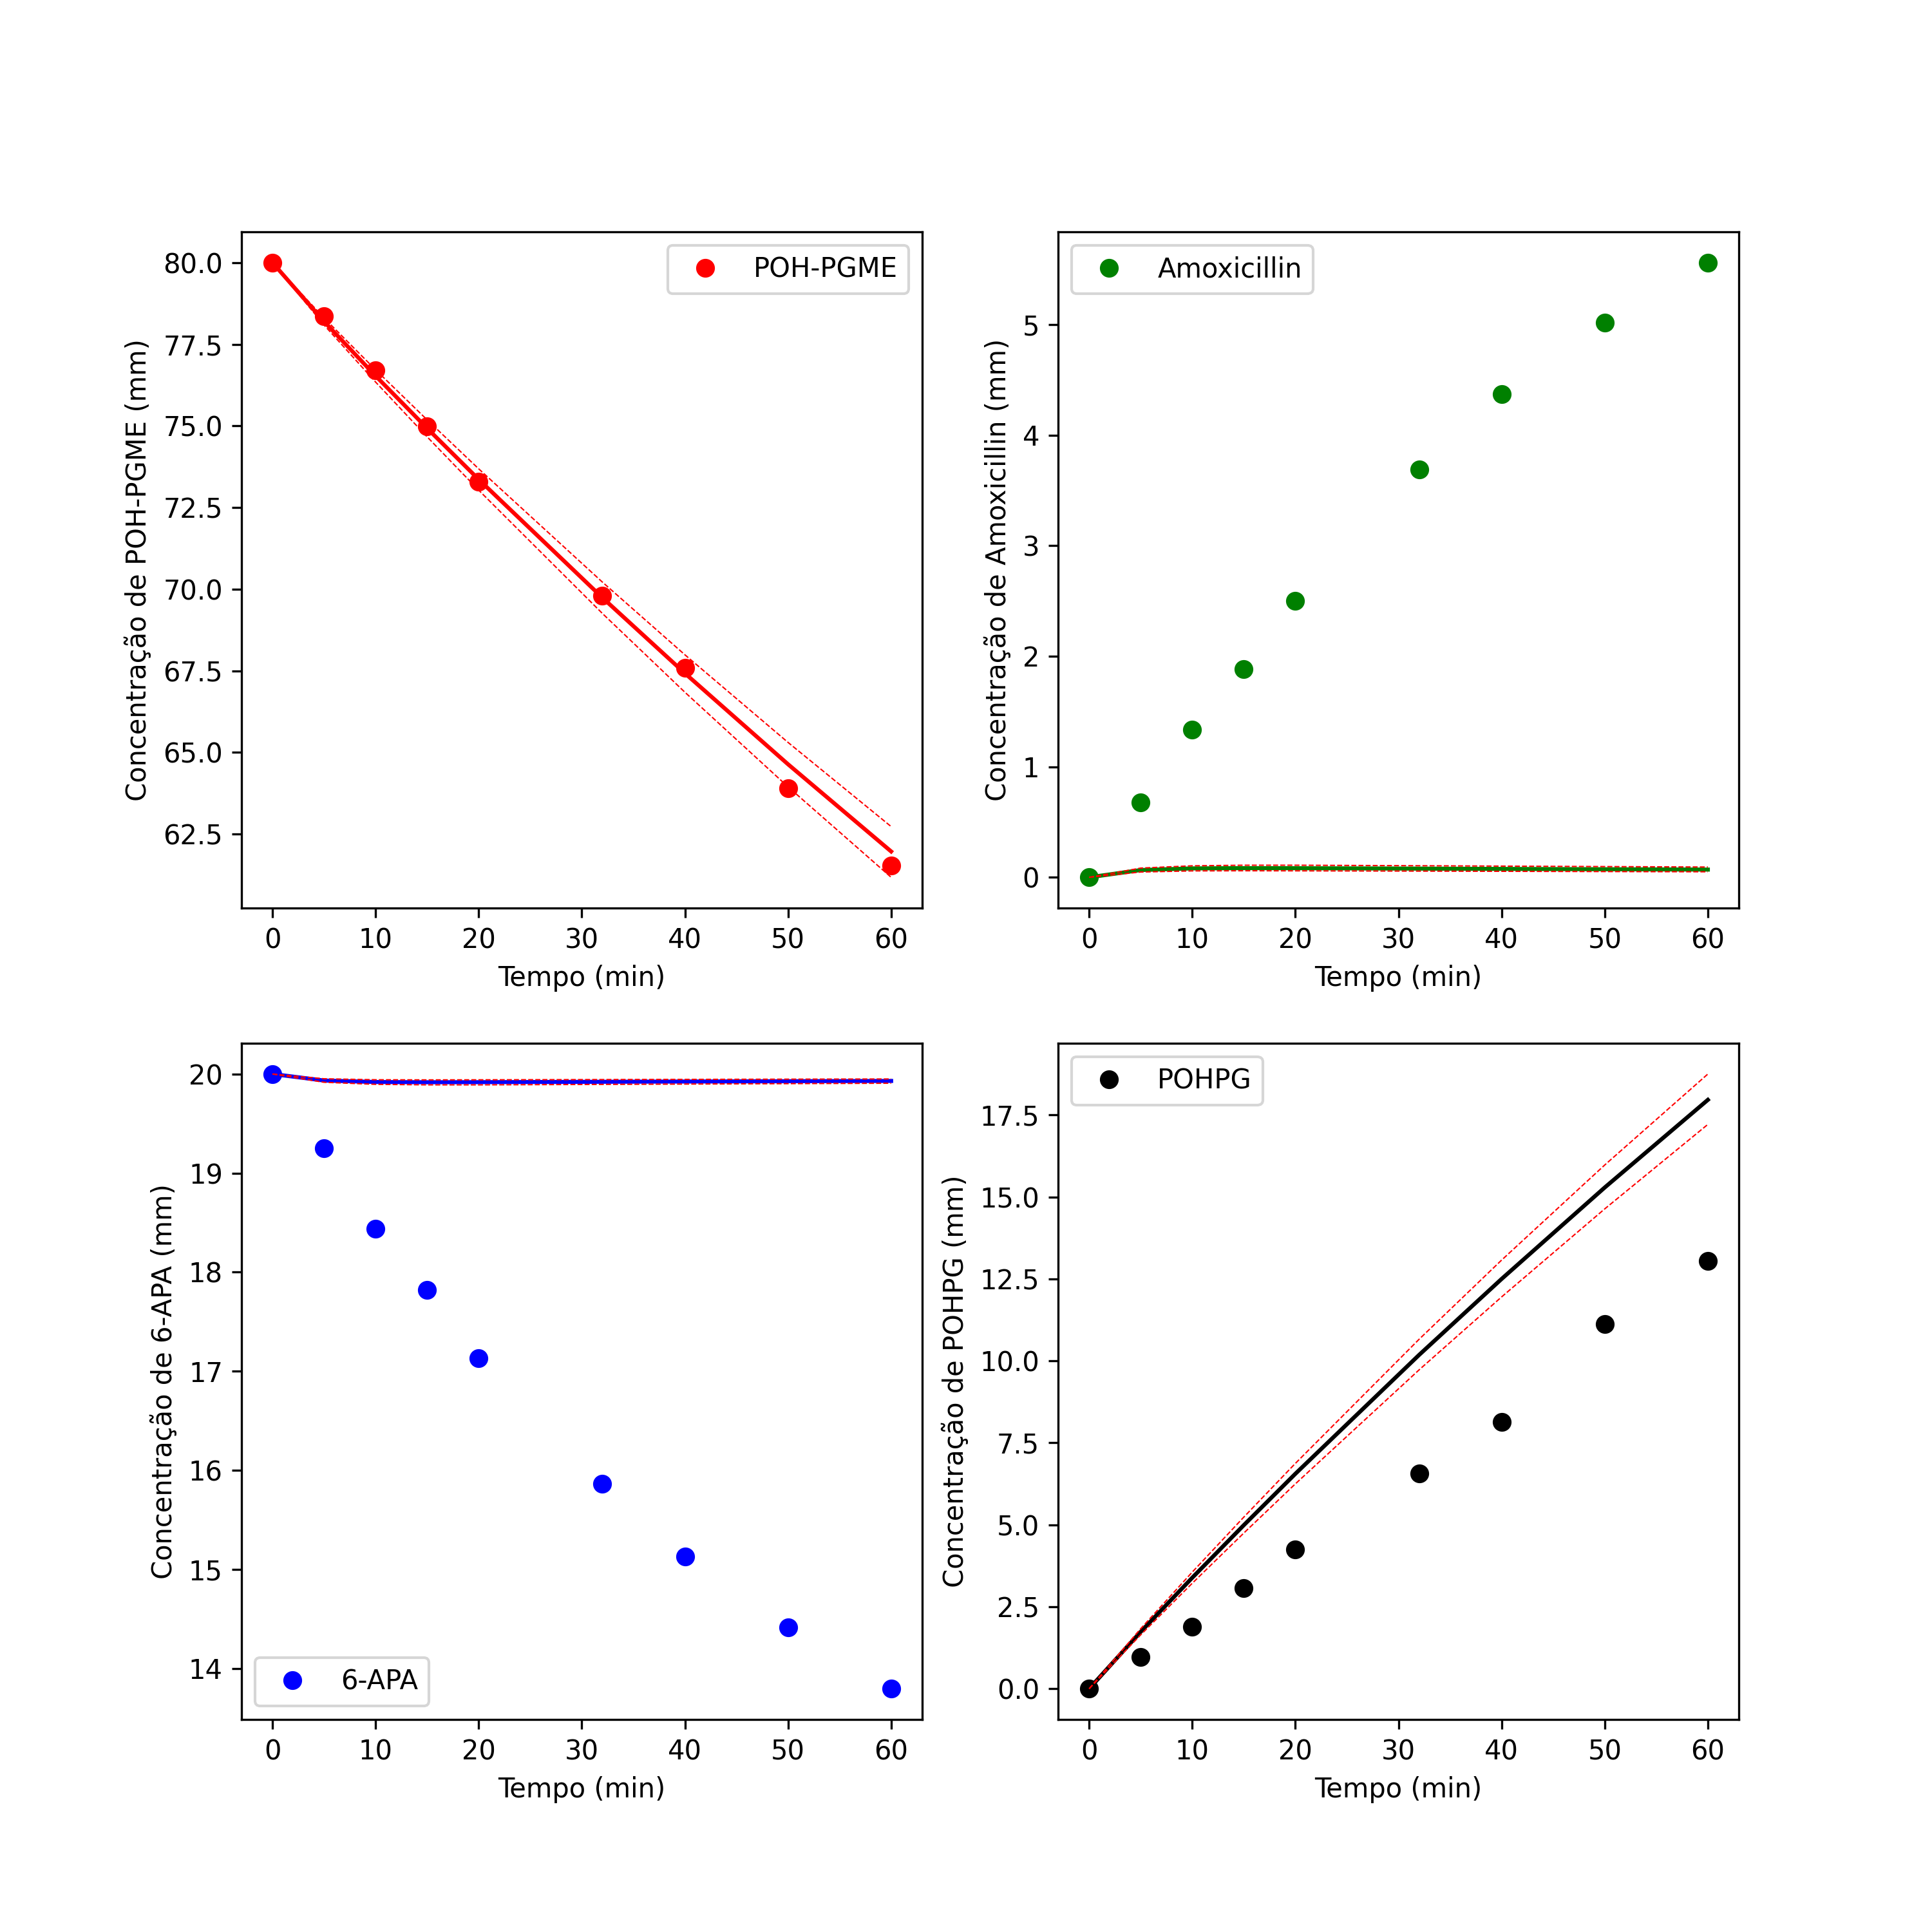 POH-PGME
Concentração de POH-PGME (mm)
80.0
77.5
75.0
72.5
70.0
67.5
65.0
62.5
0 10 20 30 40 50 60
Tempo (min)
Amoxicillin
Concentração de Amoxicillin (mm)
5
4
3
2
1
0
0 10 20 30 40 50 60
Tempo (min)
Concentração de 6-APA (mm)
20
19
18
17
16
15
14
6-APA
0 10 20 30 40 50 60
Tempo (min)
POHPG
Concentração de POHPG (mm)
17.5
15.0
12.5
10.0
7.5
5.0
2.5
0.0
0 10 20 30 40 50 60
Tempo (min)